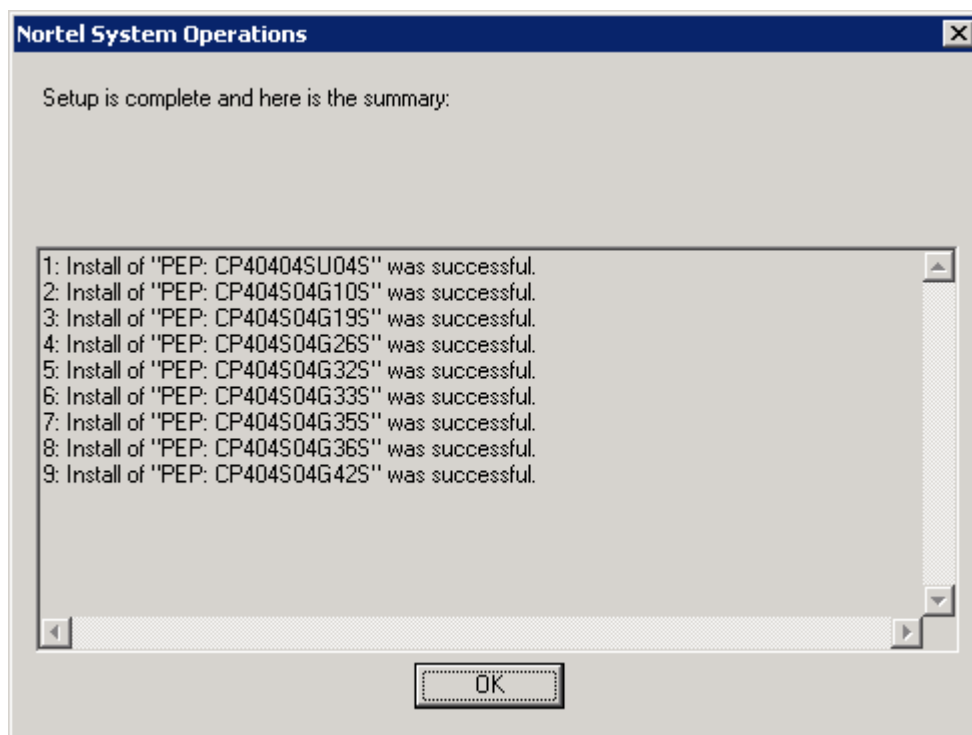 Nortel System Operations
Setup is complete and here is the summary:
1: Install of "PEP: CP40404SU04S" was successful.
2: Install of "PEP: CP404S04G10S" was successful.
3: Install of "PEP: CP404S04G19S" was successful.
4: Install of "PEP: CP404S04G26S" was successful.
5: Install of "PEP: CP404S04G32S" was successful.
6: Install of "PEP: CP404S04G33S" was successful.
7: Install of "PEP: CP404S04G35S" was successful.
8: Install of "PEP: CP404S04G36S" was successful.
9: Install of "PEP: CP404S04G42S" was successful.
OK